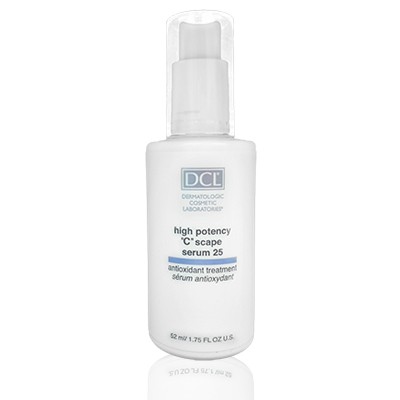 DCL®
DERMATOLOGIC
COSMETIC
LABORATORIES®
high potency
"C" scape
serum 25
antioxidant treatment
sérum antioxydant
52 ml/ 1.75 FL OZ U.S.